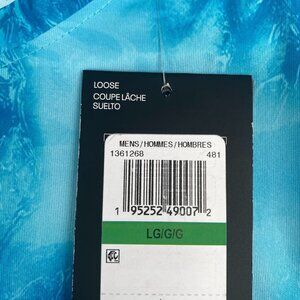 LOOSE
COUPE LÂCHE
SUELTO
MENS/HOMMES/HOMBRES
1361268 481
1 95252 49007 2
LG/G/G